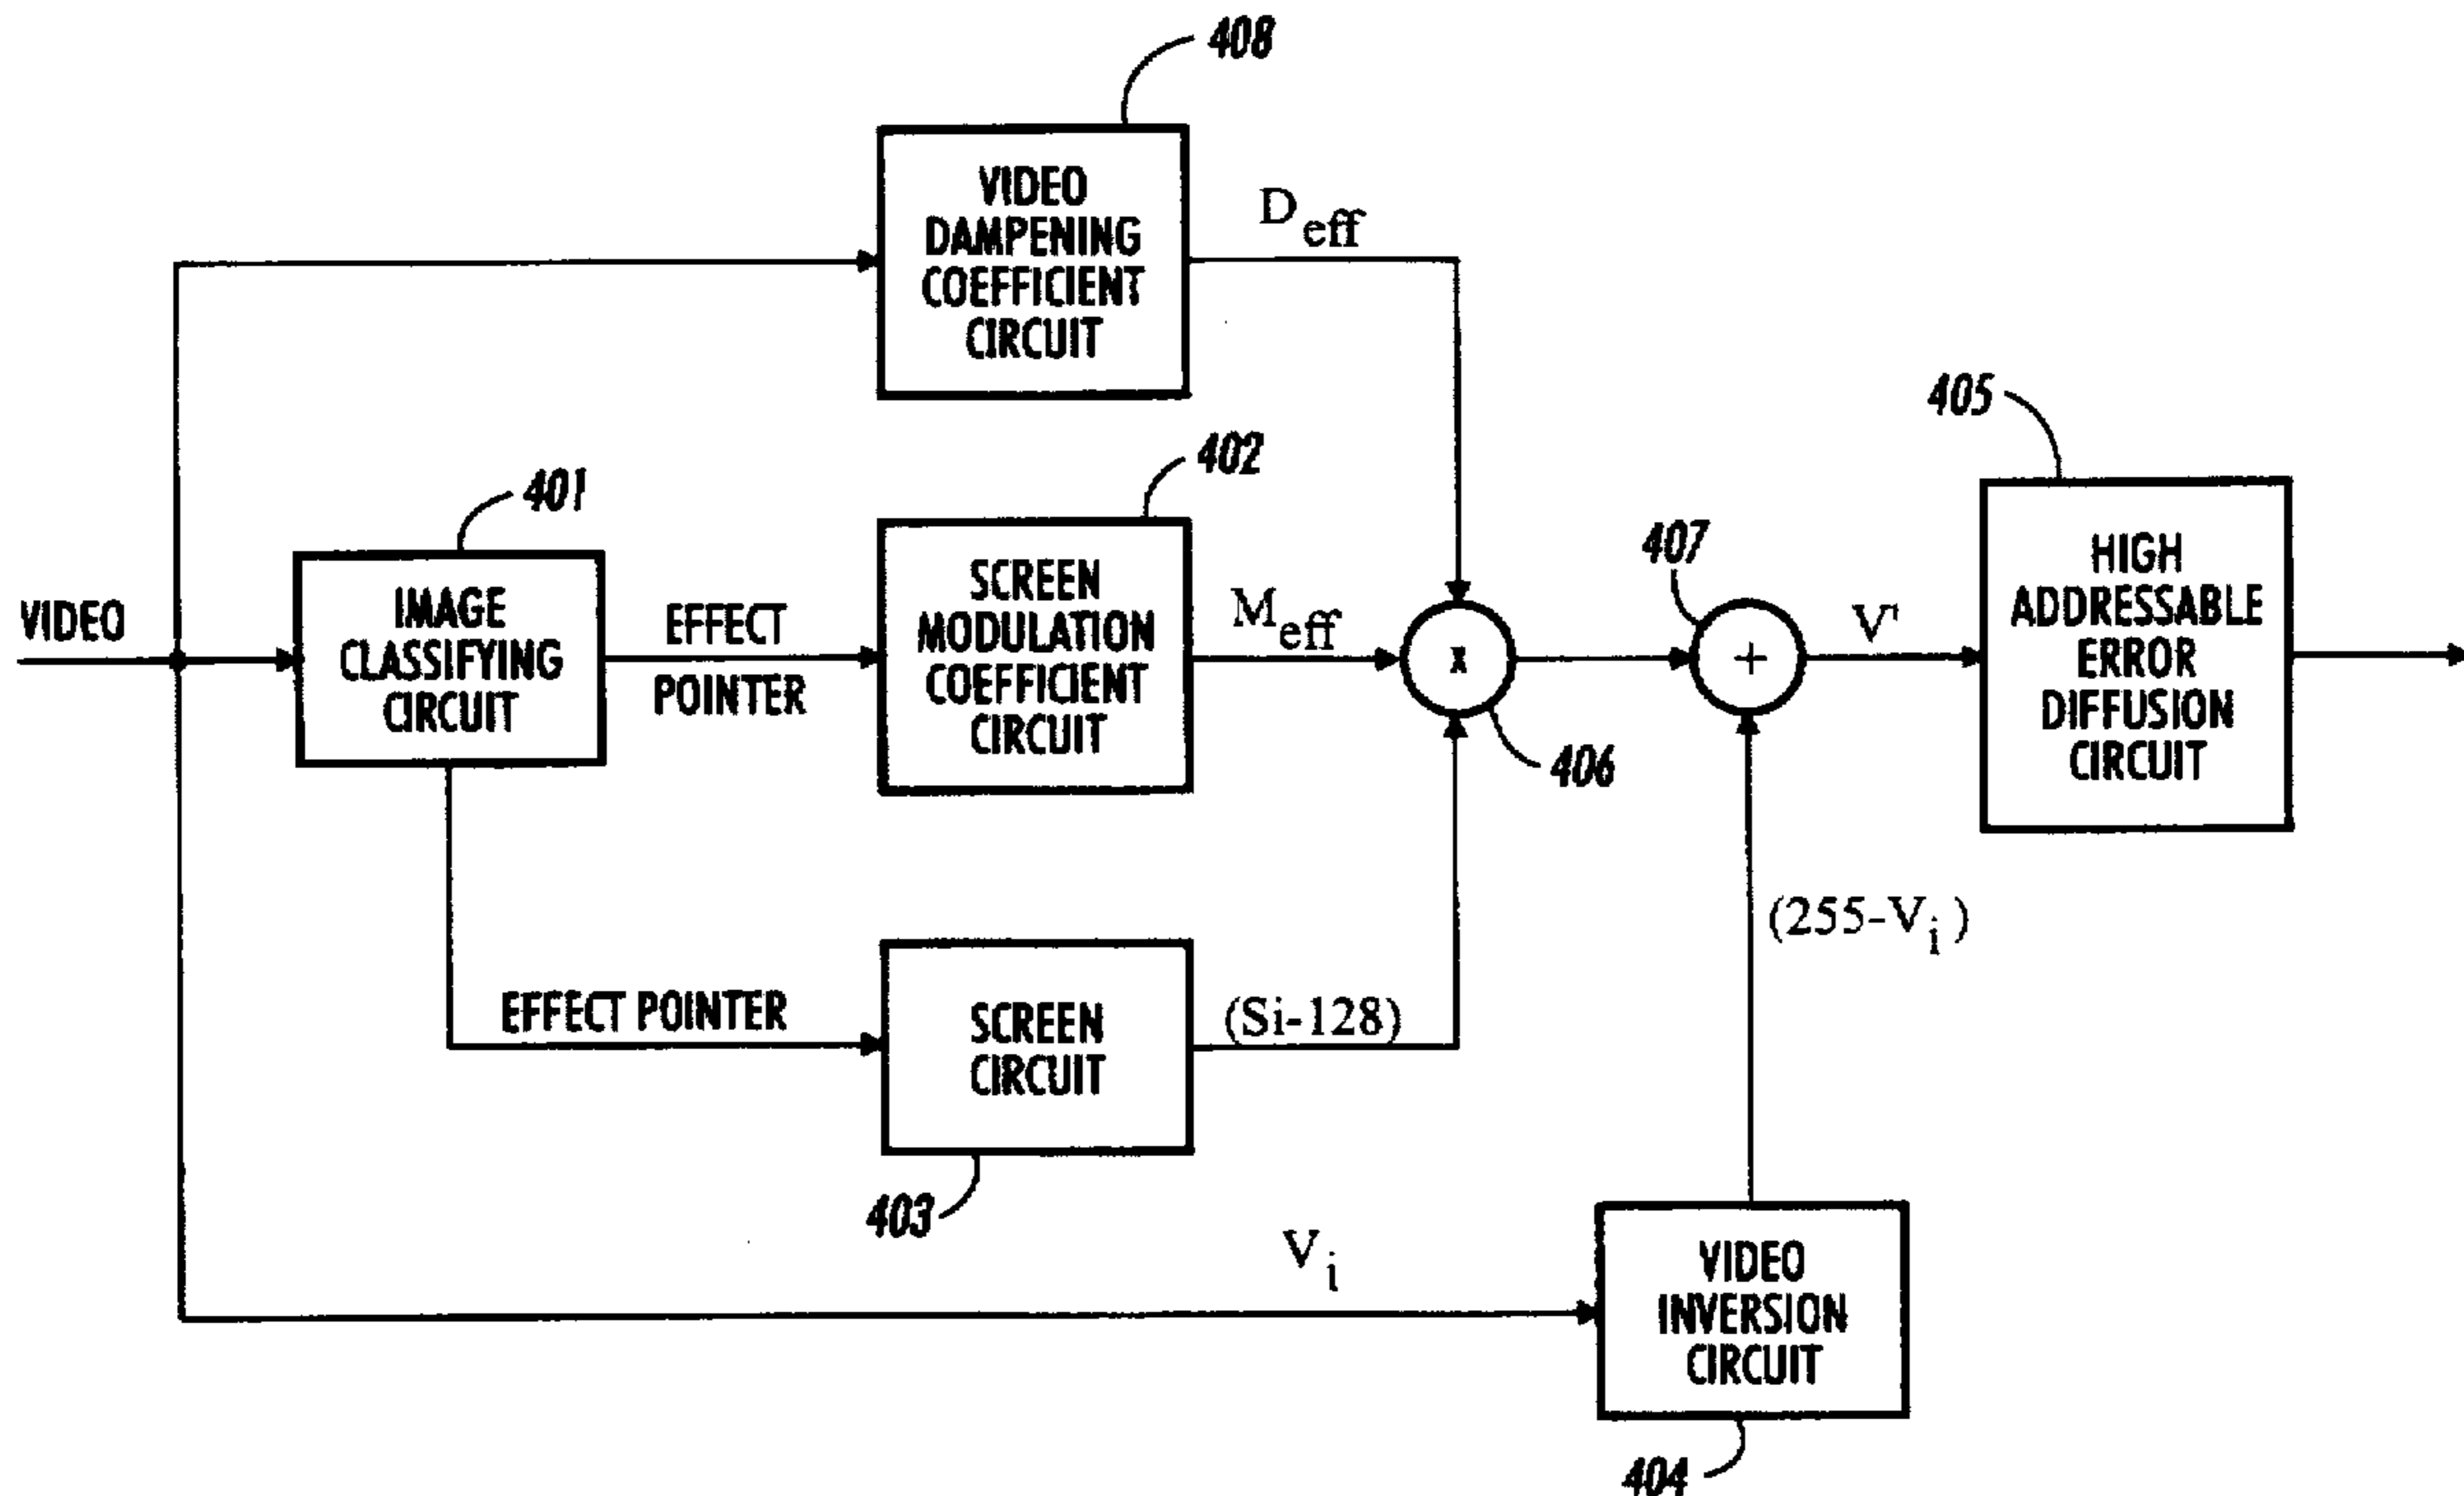 408
VIDEO
DAMPENING
COEFFICIENT
CIRCUIT
D eff
402
401
SCREEN
MODULATION
COEFFICIENT
CIRCUIT
M eff
VIDEO
IMAGE
CLASSIFYING
CIRCUIT
EFFECT
POINTER
x
406
407
+
V'
405
HIGH
ADDRESSABLE
ERROR
DIFFUSION
CIRCUIT
EFFECT POINTER
SCREEN
CIRCUIT
403
(Si-128)
(255-Vi)
Vi
VIDEO
INVERSION
CIRCUIT
404